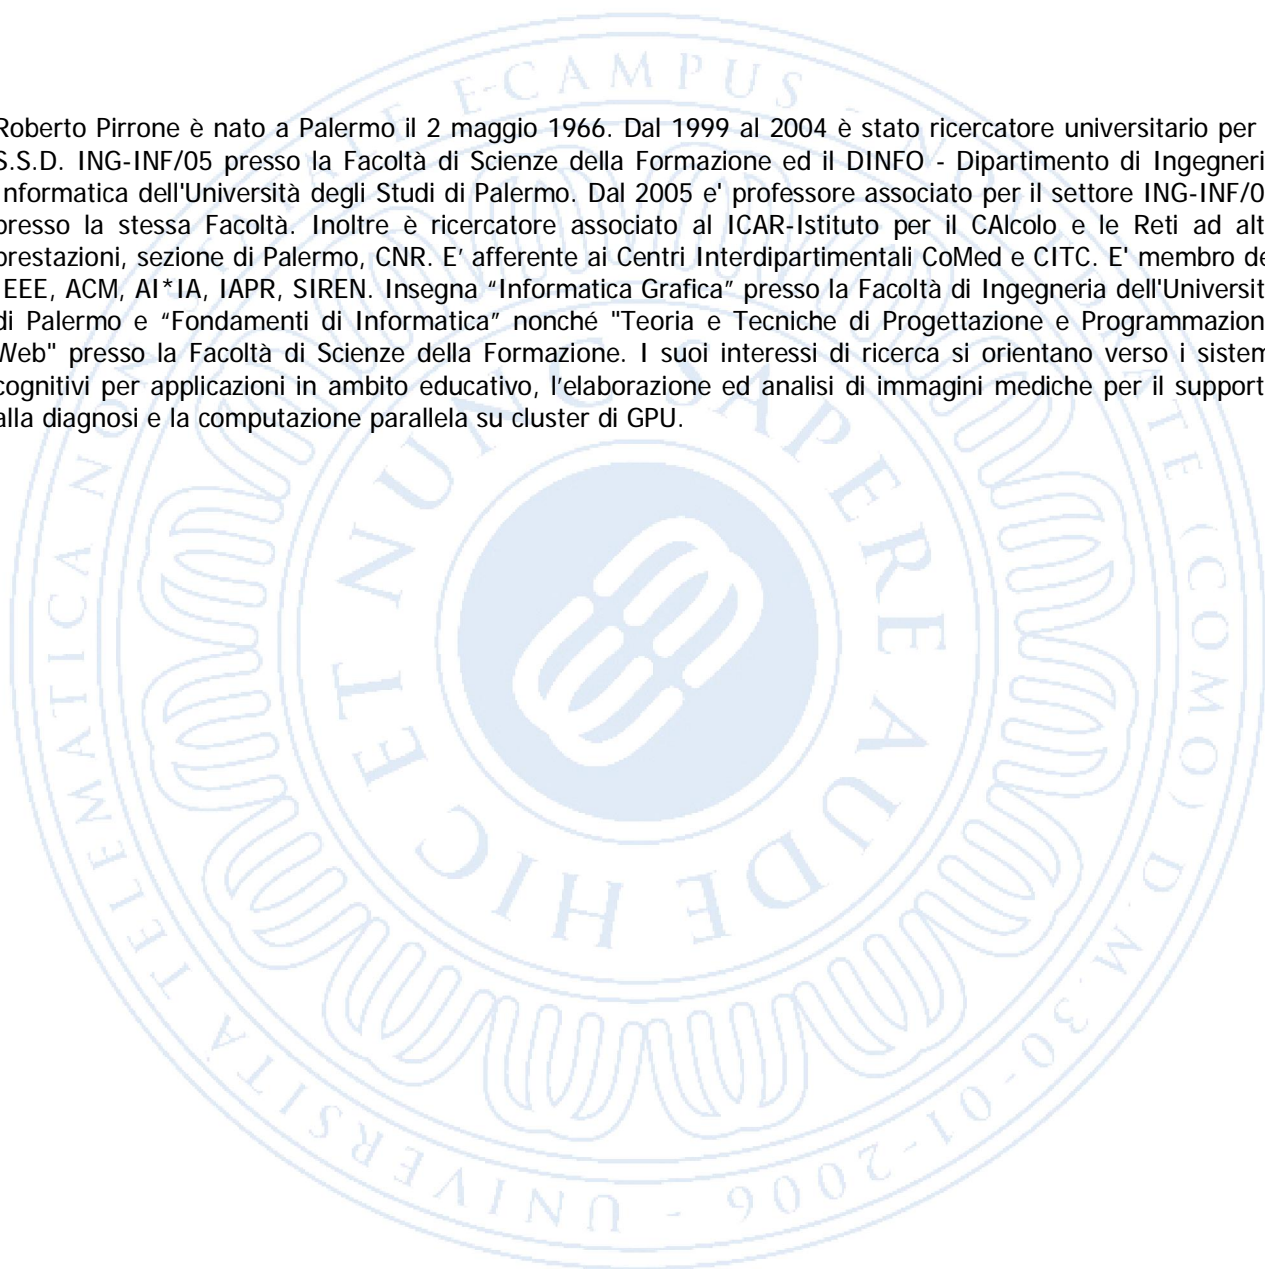 E-CAMPUS - NOVEDRATE (COMO) D.M. 30-01-2006 - UNIVERSITÀ TELEMATICA NON STATALE
HIC ET NUNC SAPERE AUDE
Roberto Pirrone è nato a Palermo il 2 maggio 1966. Dal 1999 al 2004 è stato ricercatore universitario per
S.S.D. ING-INF/05 presso la Facoltà di Scienze della Formazione ed il DINFO - Dipartimento di Ingegneri
Informatica dell'Università degli Studi di Palermo. Dal 2005 e' professore associato per il settore ING-INF/0
presso la stessa Facoltà. Inoltre è ricercatore associato al ICAR-Istituto per il CAlcolo e le Reti ad alt
prestazioni, sezione di Palermo, CNR. E’ afferente ai Centri Interdipartimentali CoMed e CITC. E' membro de
IEEE, ACM, AI*IA, IAPR, SIREN. Insegna “Informatica Grafica” presso la Facoltà di Ingegneria dell'Universit
di Palermo e “Fondamenti di Informatica” nonché "Teoria e Tecniche di Progettazione e Programmazion
Web" presso la Facoltà di Scienze della Formazione. I suoi interessi di ricerca si orientano verso i sistem
cognitivi per applicazioni in ambito educativo, l’elaborazione ed analisi di immagini mediche per il support
alla diagnosi e la computazione parallela su cluster di GPU.